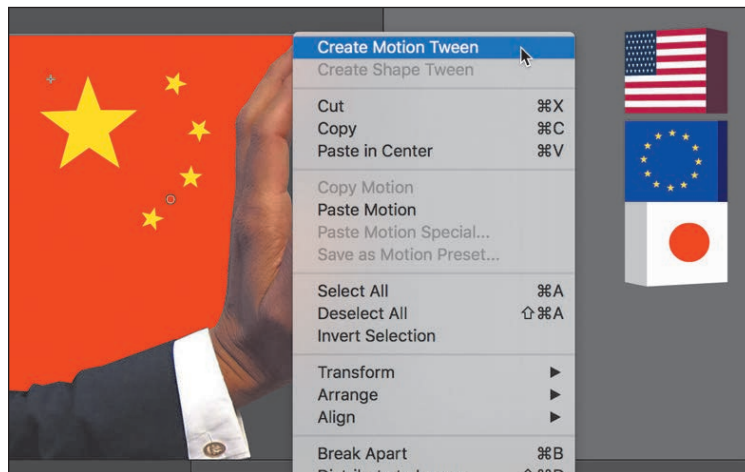 Create Motion Tween
Create Shape Tween
Cut ⌘X
Copy ⌘C
Paste in Center ⌘V
Copy Motion
Paste Motion
Paste Motion Special...
Save as Motion Preset...
Select All ⌘A
Deselect All ⇧⌘A
Invert Selection
Transform ▶
Arrange ▶
Align ▶
Break Apart ⌘B